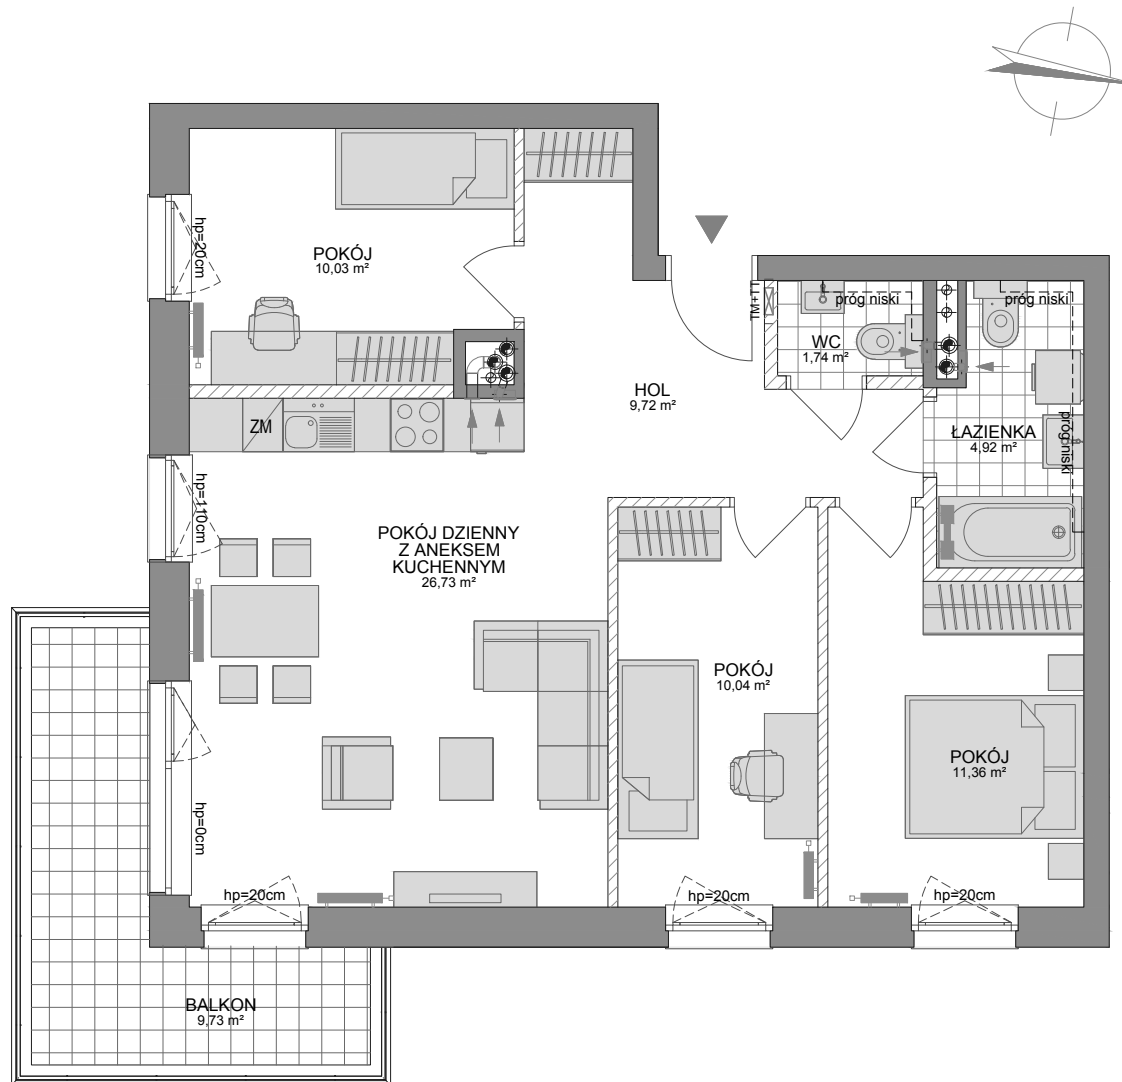 hp=20cm
POKÓJ
10,03 m²
TM+TT
próg niski
WC
1,74 m²
próg niski
HOL
9,72 m²
ŁAZIENKA
4,92 m²
próg niski
ZM
hp=110cm
POKÓJ DZIENNY
Z ANEKSEM
KUCHENNYM
26,73 m²
POKÓJ
10,04 m²
POKÓJ
11,36 m²
hp=0cm
hp=20cm
hp=20cm
hp=20cm
BALKON
9,73 m²